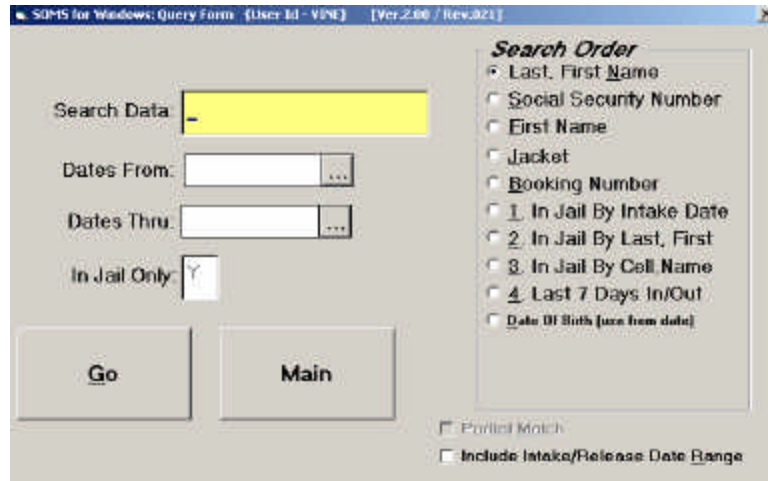 SOMS for Windows: Query Form (User Id - VINE) [Ver.2.00 / Rev.021]
Search Data:
Dates From:
...
Dates Thru:
...
In Jail Only:
Y
Go
Main
Search Order
Last, First Name
Social Security Number
First Name
Jacket
Booking Number
1. In Jail By Intake Date
2. In Jail By Last, First
3. In Jail By Cell Name
4. Last 7 Days In/Out
Date Of Birth (use from date)
Partial Match
Include Intake/Release Date Range